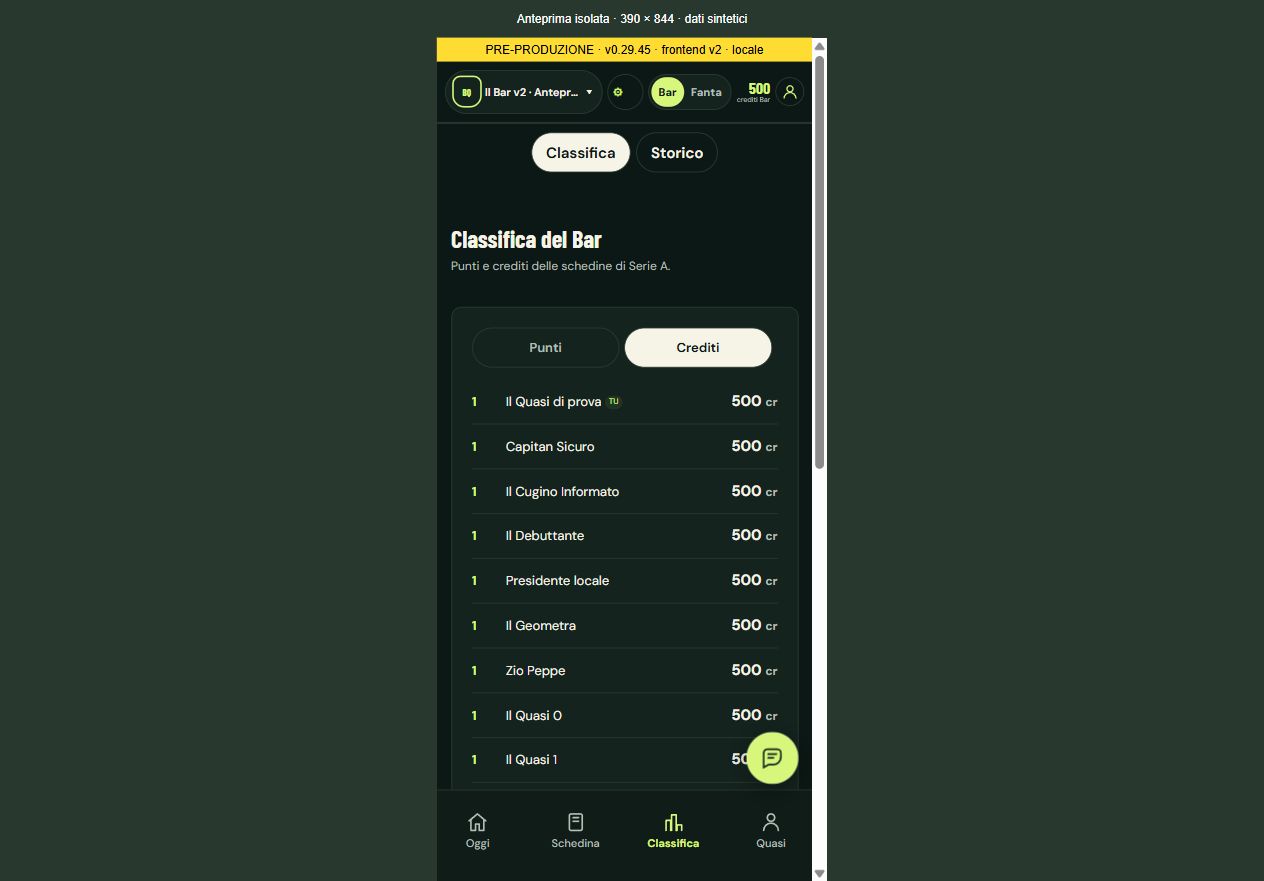 Anteprima isolata · 390 × 844 · dati sintetici
PRE-PRODUZIONE · v0.29.45 · frontend v2 · locale
BQ Il Bar v2 · Antepr... Bar Fanta 500
crediti Bar
Classifica Storico
Classifica del Bar
Punti e crediti delle schedine di Serie A.
Punti Crediti
1 Il Quasi di prova TU 500 cr
1 Capitan Sicuro 500 cr
1 Il Cugino Informato 500 cr
1 Il Debuttante 500 cr
1 Presidente locale 500 cr
1 Il Geometra 500 cr
1 Zio Peppe 500 cr
1 Il Quasi 0 500 cr
1 Il Quasi 1 50
Oggi Schedina Classifica Quasi